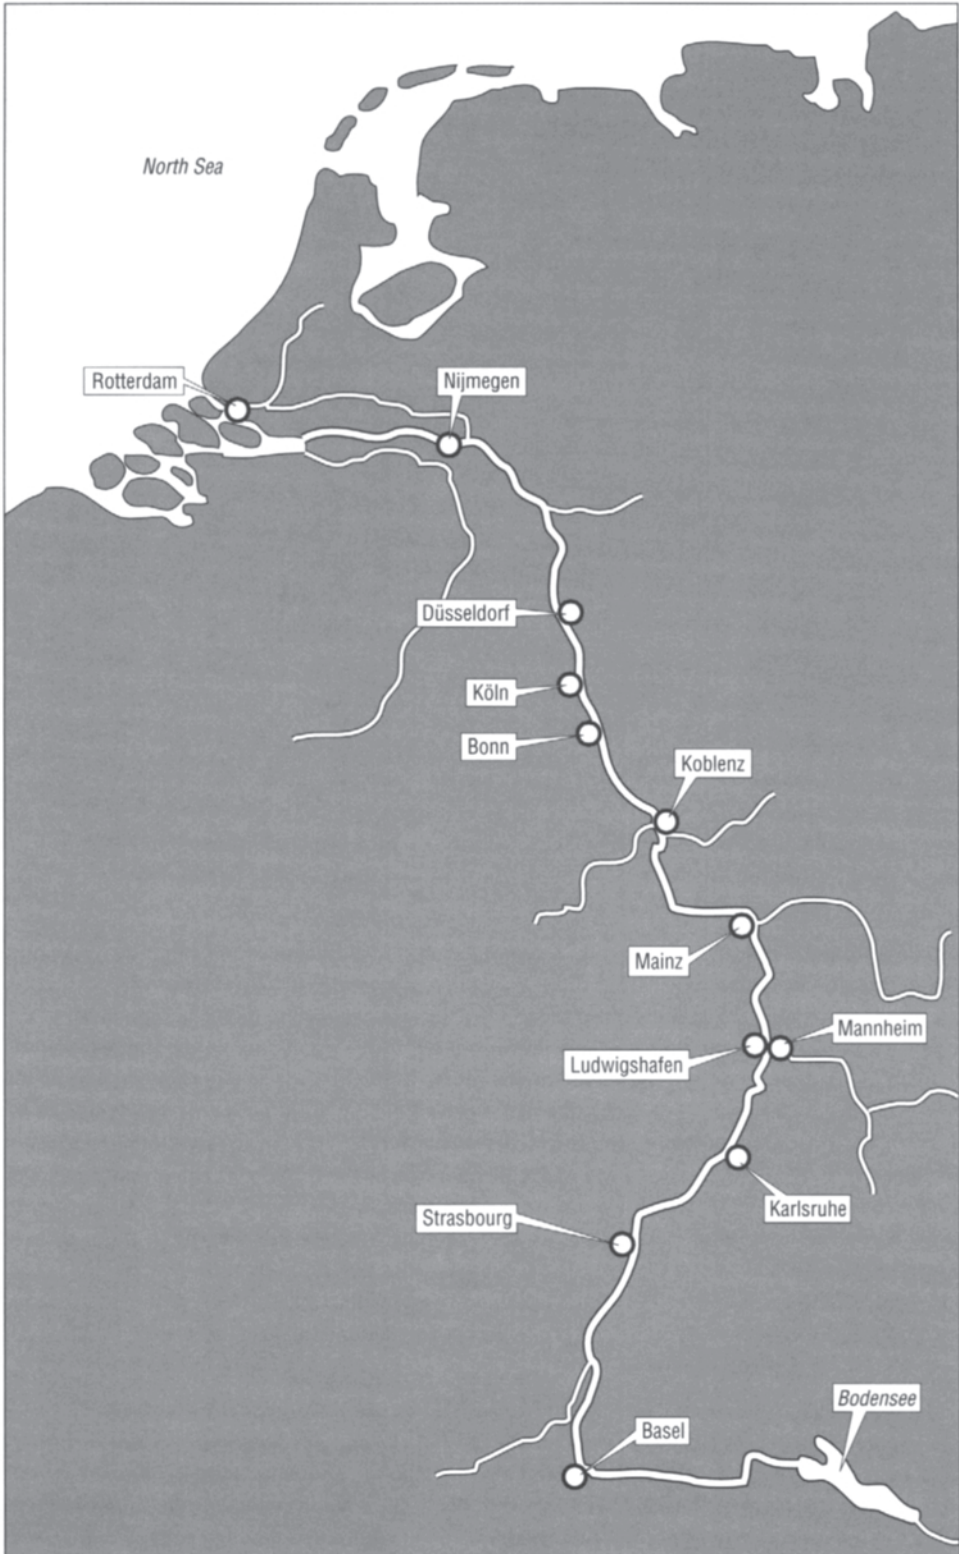 North Sea
Rotterdam
Nijmegen
Düsseldorf
Köln
Bonn
Koblenz
Mainz
Mannheim
Ludwigshafen
Karlsruhe
Strasbourg
Bodensee
Basel